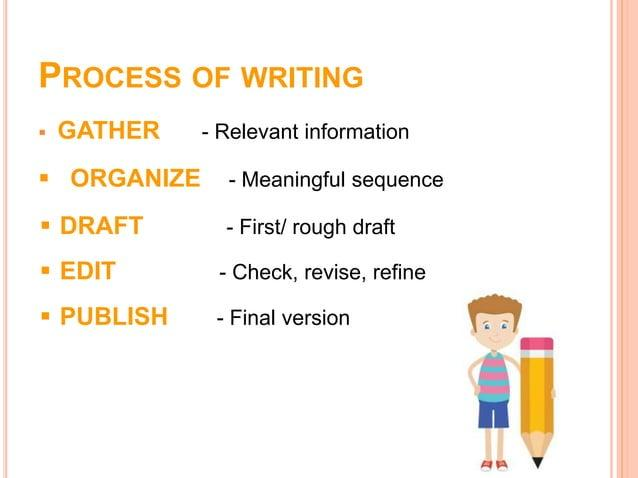 PROCESS OF WRITING
▪ GATHER - Relevant information
▪ ORGANIZE - Meaningful sequence
▪ DRAFT - First/ rough draft
▪ EDIT - Check, revise, refine
▪ PUBLISH - Final version